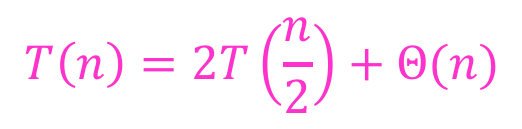 T(n) = 2T(n/2) + Θ(n)